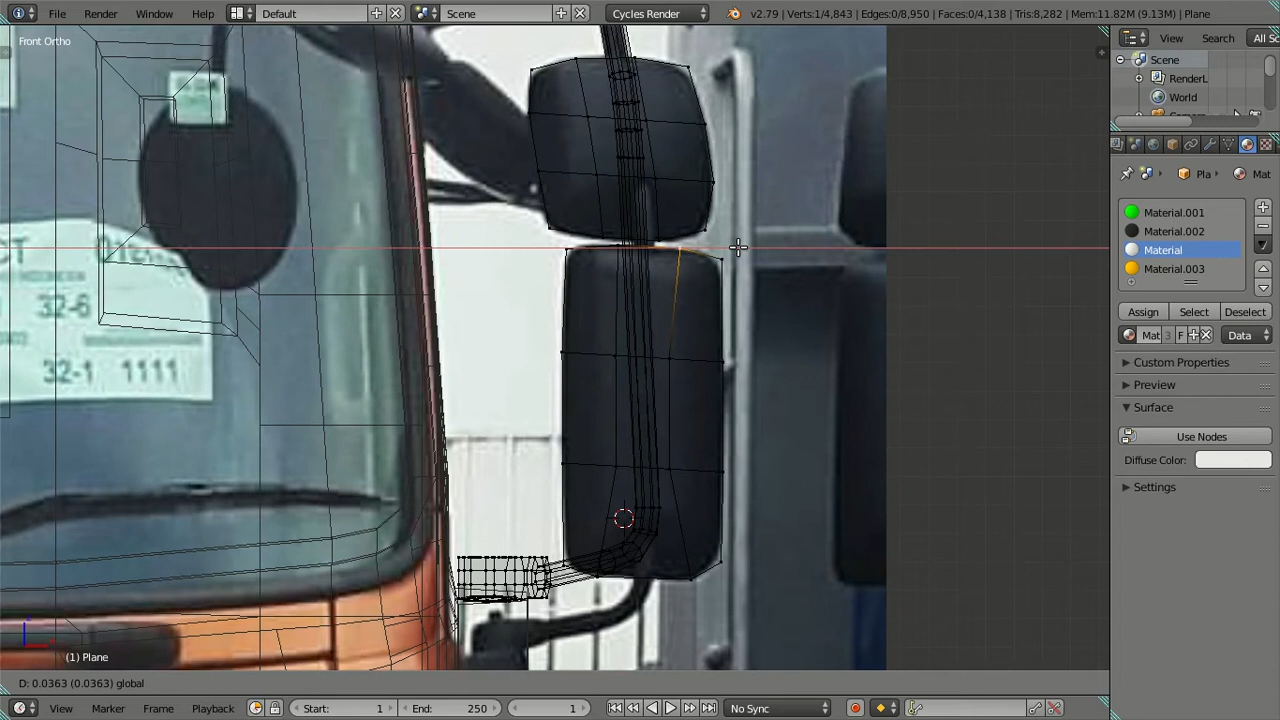 File Render Window Help Default Scene Cycles Render v2.79 | Verts:1/4,843 | Edges:0/8,950 | Faces:0/4,138 | Tris:8,282 | Mem:11.82M (9.13M) | Plane
Front Ortho
View Search All Sc
Scene
RenderL
World
Pla Mat
Material.001
Material.002
Material
Material.003
Assign Select Deselect
Mat 3 F Data
Custom Properties
Preview
Surface
Use Nodes
Diffuse Color:
Settings
CT
32-6
32-1 1111
(1) Plane
D: 0.0363 (0.0363) global
View Marker Frame Playback Start: 1 End: 250 1 No Sync